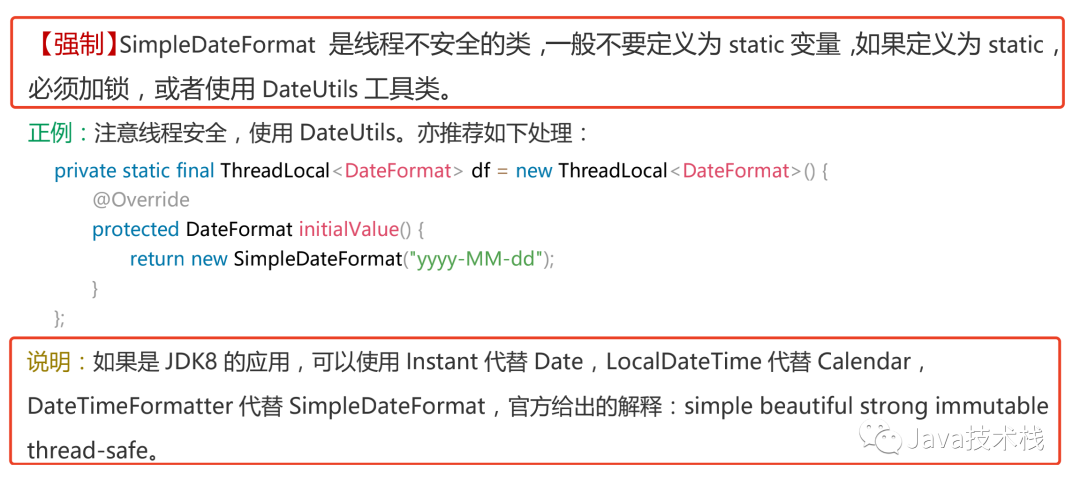 【强制】SimpleDateFormat 是线程不安全的类,一般不要定义为 static 变量,如果定义为 static,
必须加锁，或者使用 DateUtils 工具类。
正例：注意线程安全，使用 DateUtils。亦推荐如下处理：
private static final ThreadLocal<DateFormat> df = new ThreadLocal<DateFormat>() {
@Override
protected DateFormat initialValue() {
return new SimpleDateFormat("yyyy-MM-dd");
}
};
说明：如果是 JDK8 的应用，可以使用 Instant 代替 Date，LocalDateTime 代替 Calendar，
DateTimeFormatter 代替 SimpleDateFormat，官方给出的解释：simple beautiful strong immutable
thread-safe。
Java技术栈